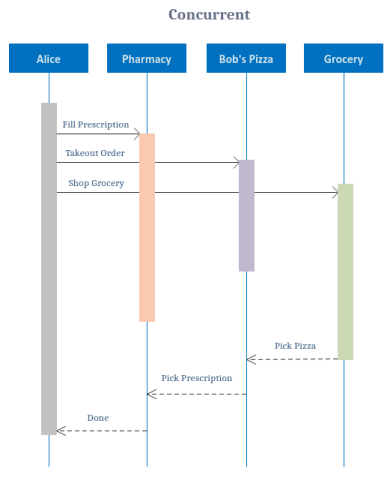 Concurrent
Alice
Pharmacy
Bob's Pizza
Grocery
Fill Prescription
Takeout Order
Shop Grocery
Pick Pizza
Pick Prescription
Done